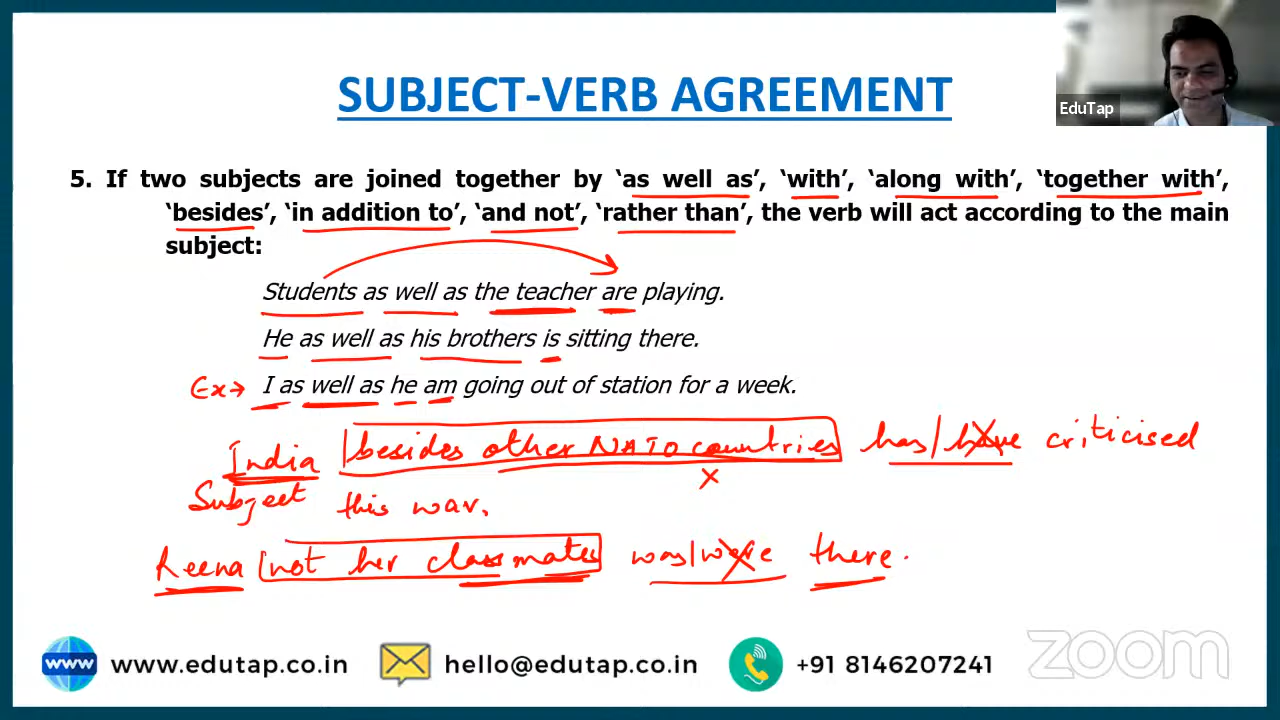 SUBJECT-VERB AGREEMENT
EduTap
5. If two subjects are joined together by ‘as well as’, ‘with’, ‘along with’, ‘together with’,
‘besides’, ‘in addition to’, ‘and not’, ‘rather than’, the verb will act according to the main
subject:
Students as well as the teacher are playing.
He as well as his brothers is sitting there.
Ex→ I as well as he am going out of station for a week.
India besides other NATO countries has/have criticised
Subject this war.
Reena not her classmates was/were there.
www www.edutap.co.in hello@edutap.co.in +91 8146207241 zoom